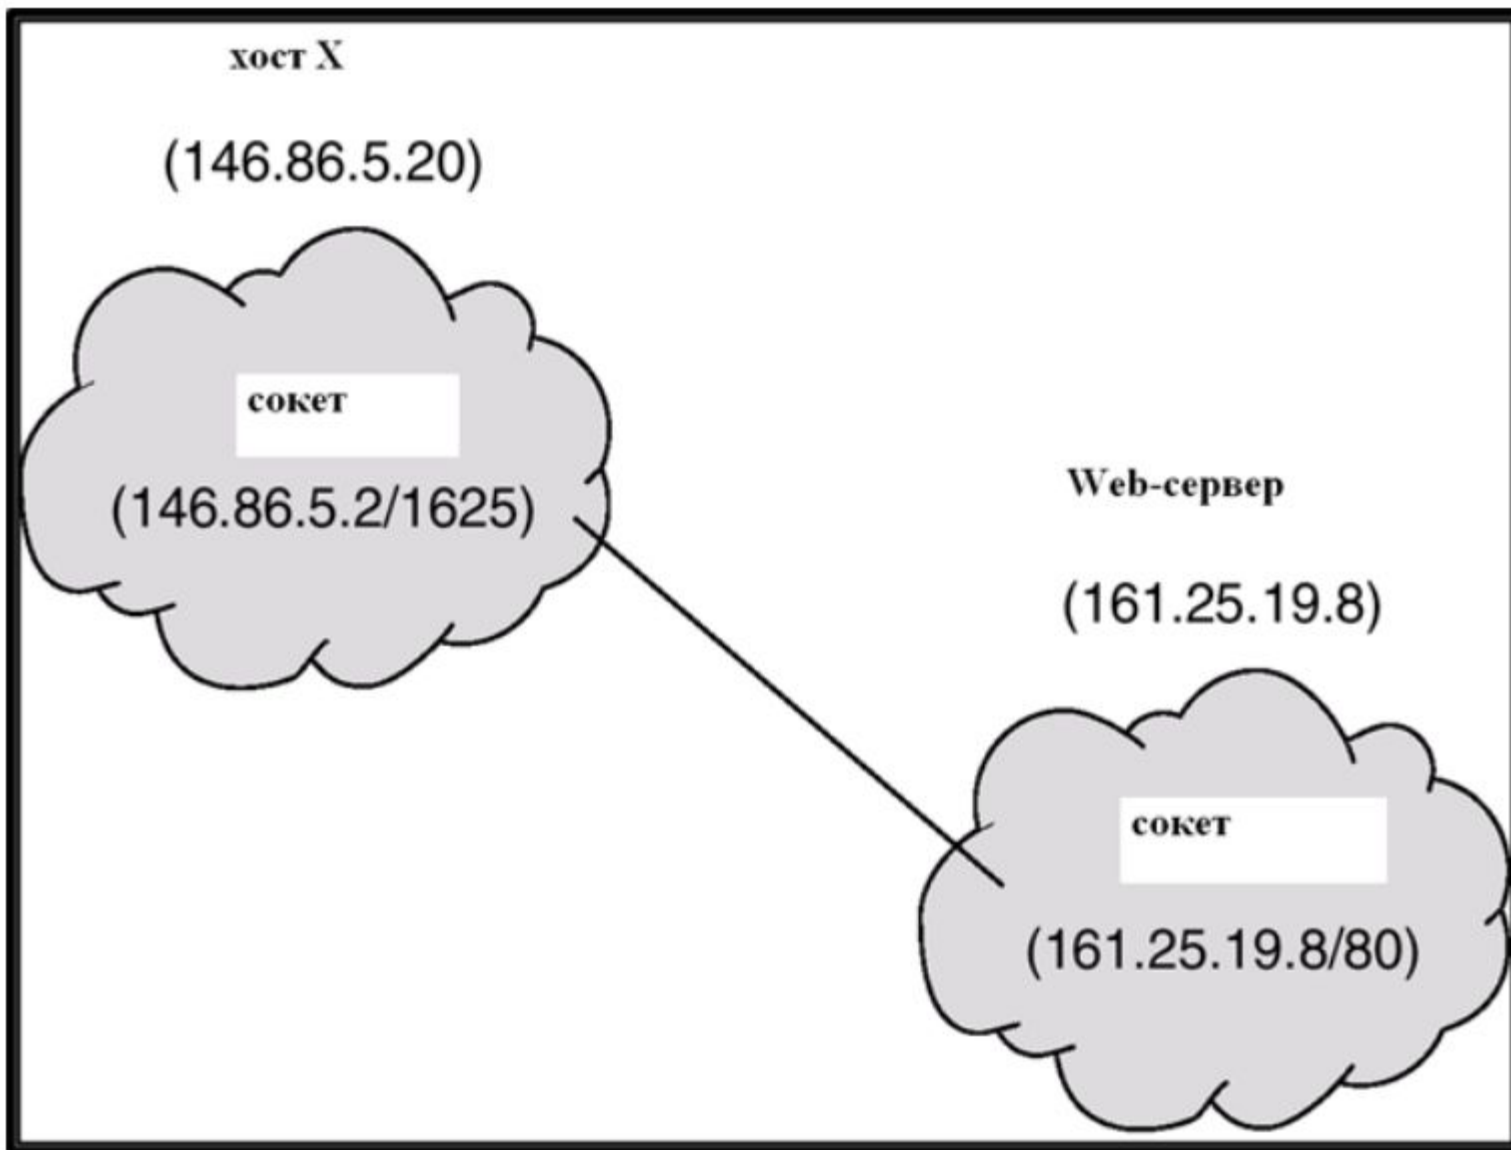 хост X
(146.86.5.20)
сокет
(146.86.5.2/1625)
Web-сервер
(161.25.19.8)
сокет
(161.25.19.8/80)